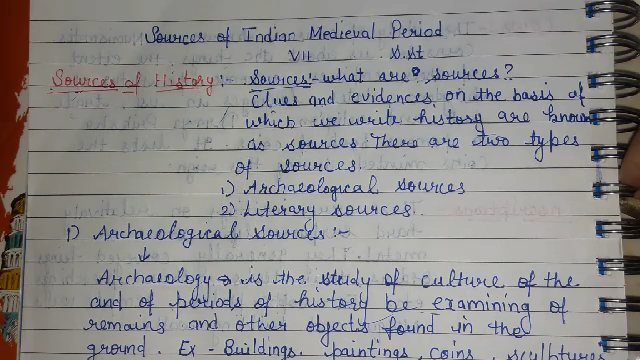 Sources of Indian Medieval Period
VII S.st
Sources of History :- Sources:- what are sources?
Clues and evidences on the basis of
which we write history are known
as sources. There are two types
of sources.
1) Archaeological sources
2) Literary sources.
1) Archaeological sources :-
↓
Archaeology → is the study of culture of the
and of periods of history be examining of
remains and other objects found in the
ground. Ex - Buildings, paintings, coins, sculptures